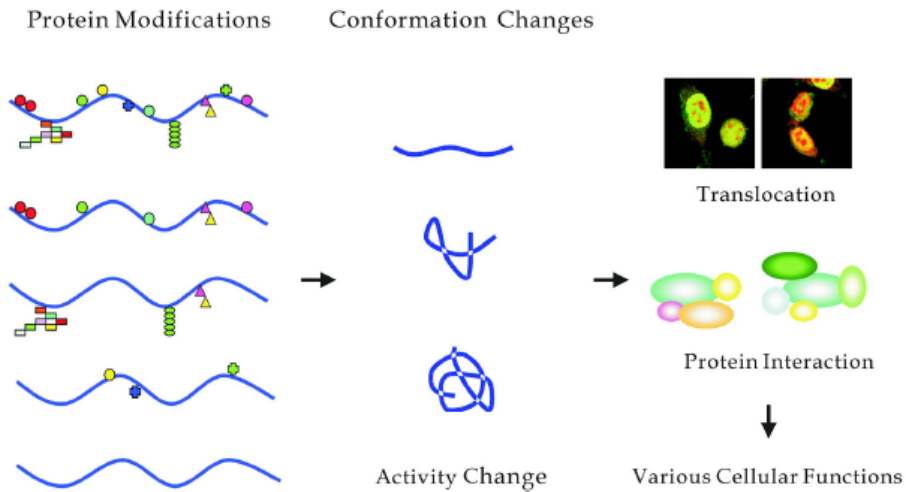 Protein Modifications
Conformation Changes
Translocation
Protein Interaction
Activity Change
Various Cellular Functions